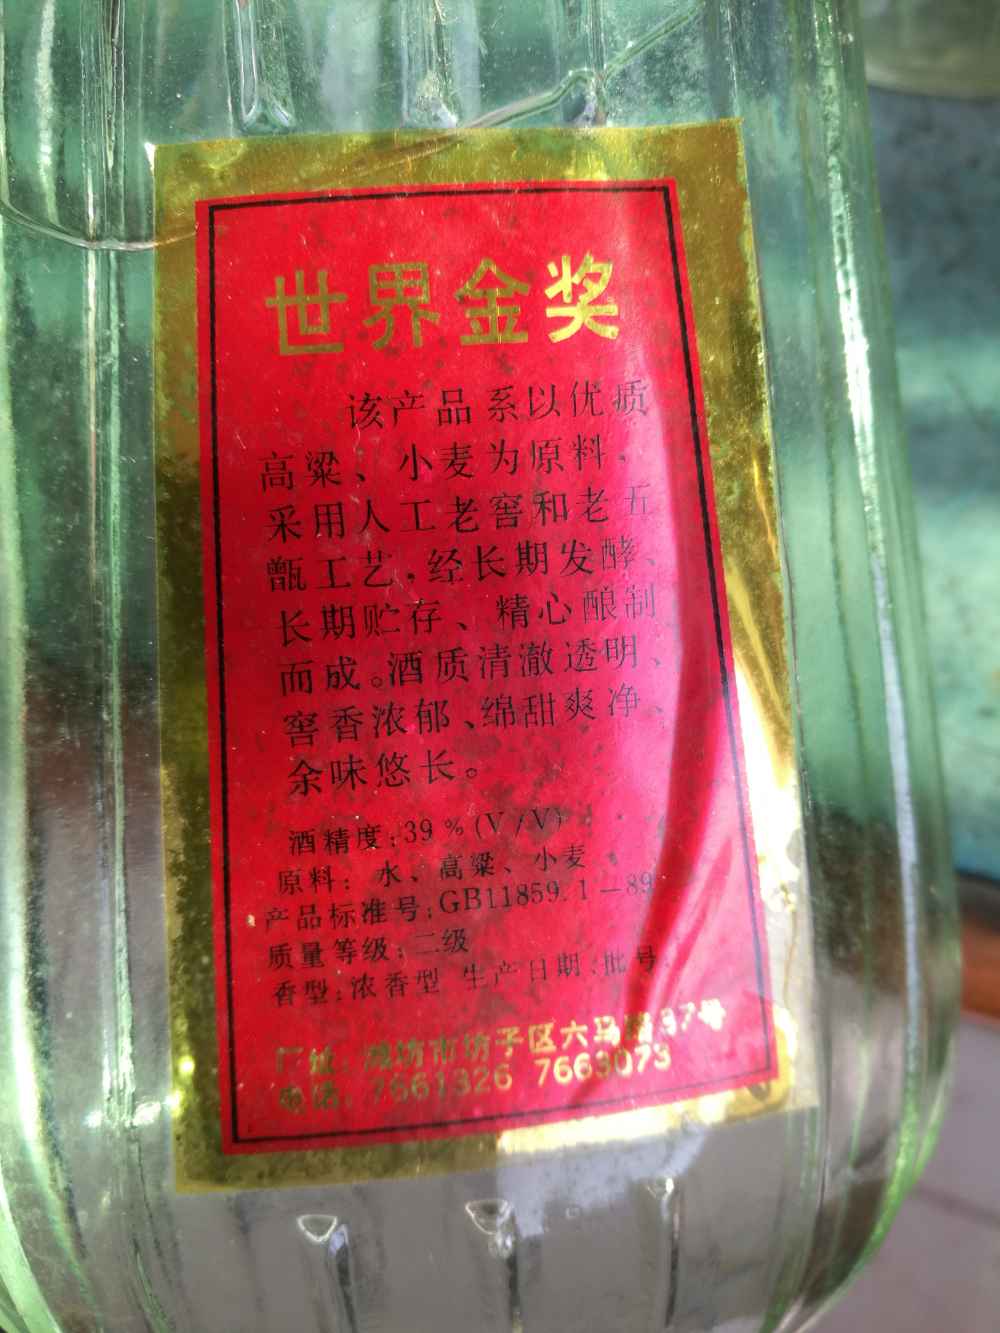 世界金奖
该产品系以优质
高粱、小麦为原料,
采用人工老窖和老五
甑工艺,经长期发酵、
长期贮存、精心酿制
而成。酒质清澈透明、
窖香浓郁、绵甜爽净、
余味悠长。
酒精度:39%(V/V)
原料:水、高粱、小麦
产品标准号:GB11859.1-89
质量等级:二级
香型:浓香型 生产日期:批号
厂址:潍坊市坊子区六马路97号
电话:7661326 7663073